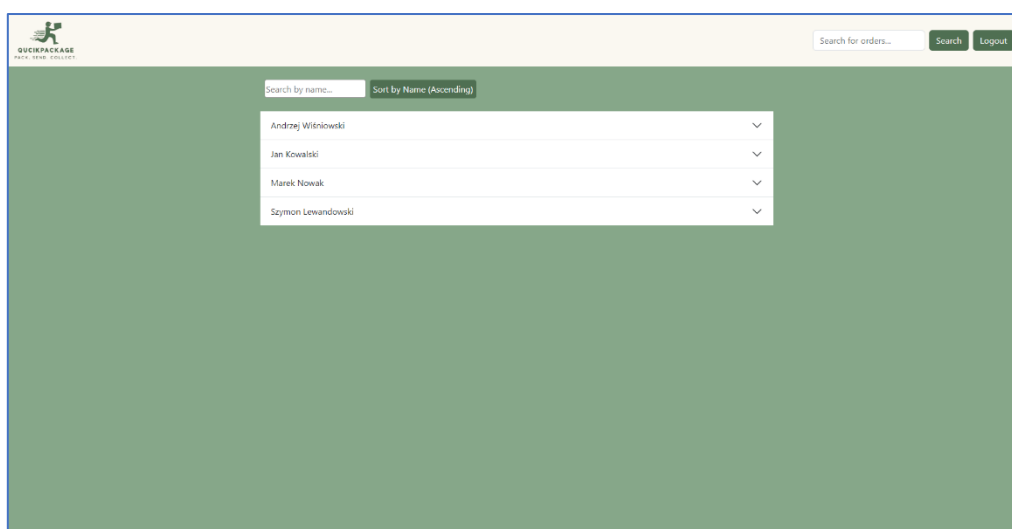 QUCIKPACKAGE
PACK. SEND. COLLECT.
Search for orders...
Search
Logout
Search by name...
Sort by Name (Ascending)
Andrzej Wiśniowski
Jan Kowalski
Marek Nowak
Szymon Lewandowski